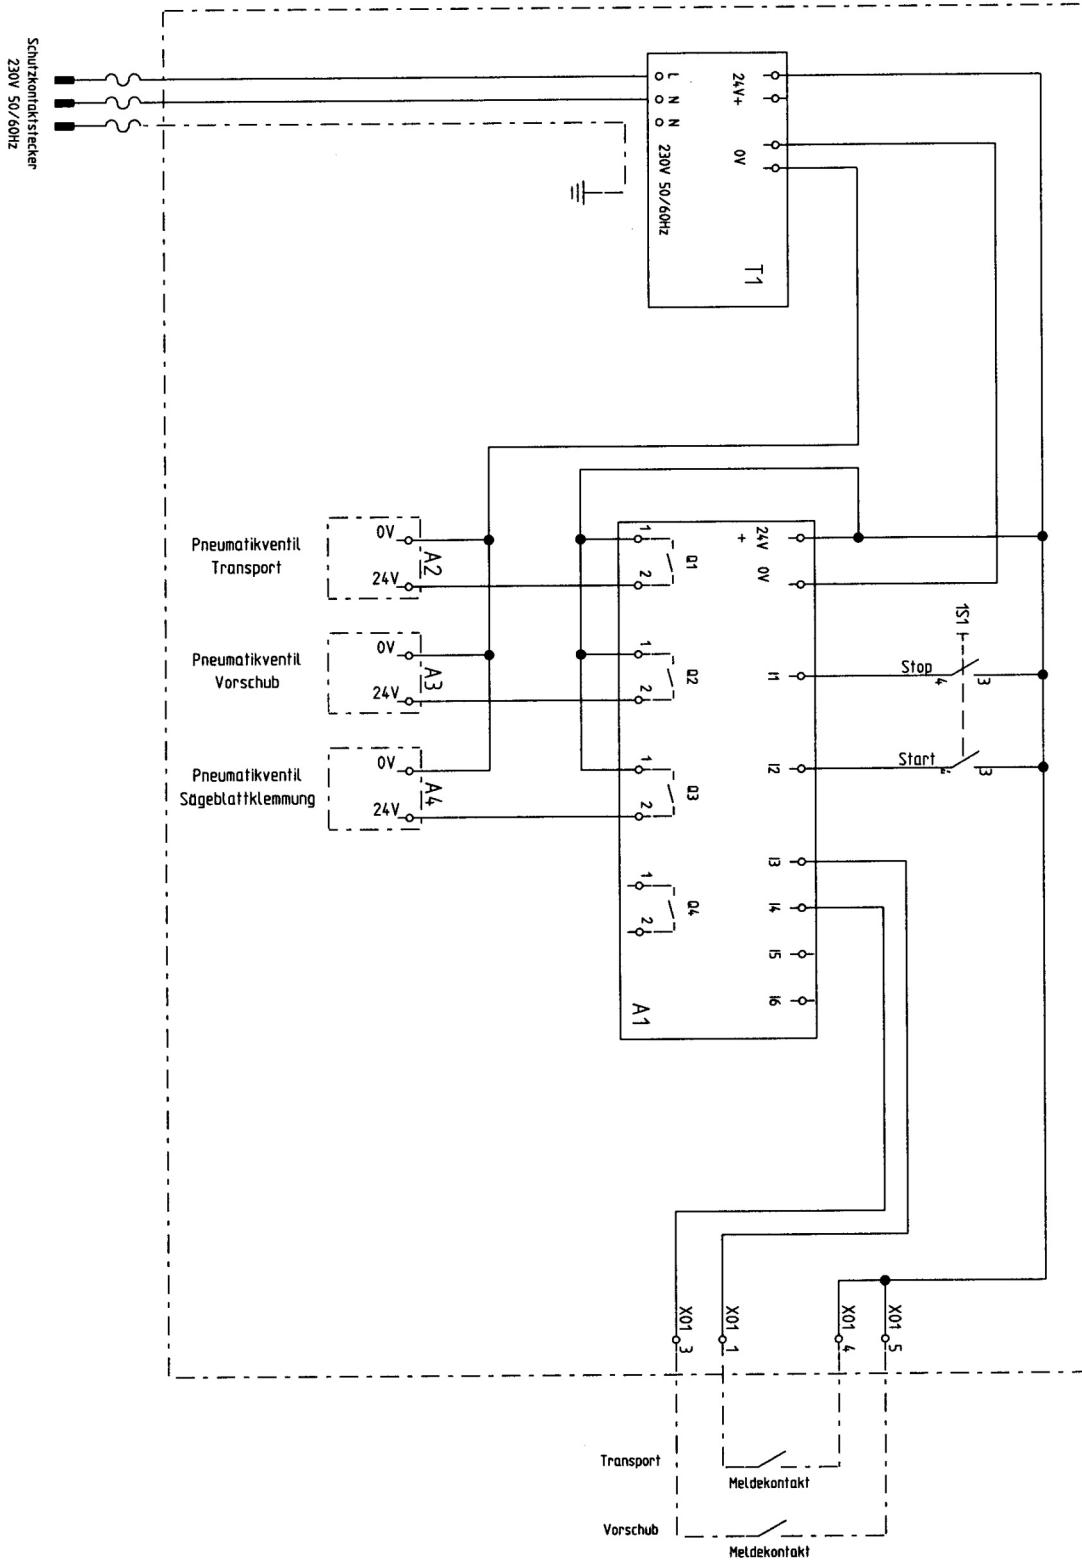 Schutzkontaktstecker
230V 50/60Hz
L
N
N
230V 50/60Hz
24V+
0V
T1
Pneumatikventil
Transport
0V
24V
A2
Pneumatikventil
Vorschub
0V
24V
A3
Pneumatikventil
Sägeblattklemmung
0V
24V
A4
1
2
Q1
1
2
Q2
1
2
Q3
1
2
Q4
24V
+
0V
I1
I2
I3
I4
I5
I6
A1
1S1
Stop
4
3
Start
3
X01
3
X01
1
X01
4
X01
5
Transport
Meldekontakt
Vorschub
Meldekontakt